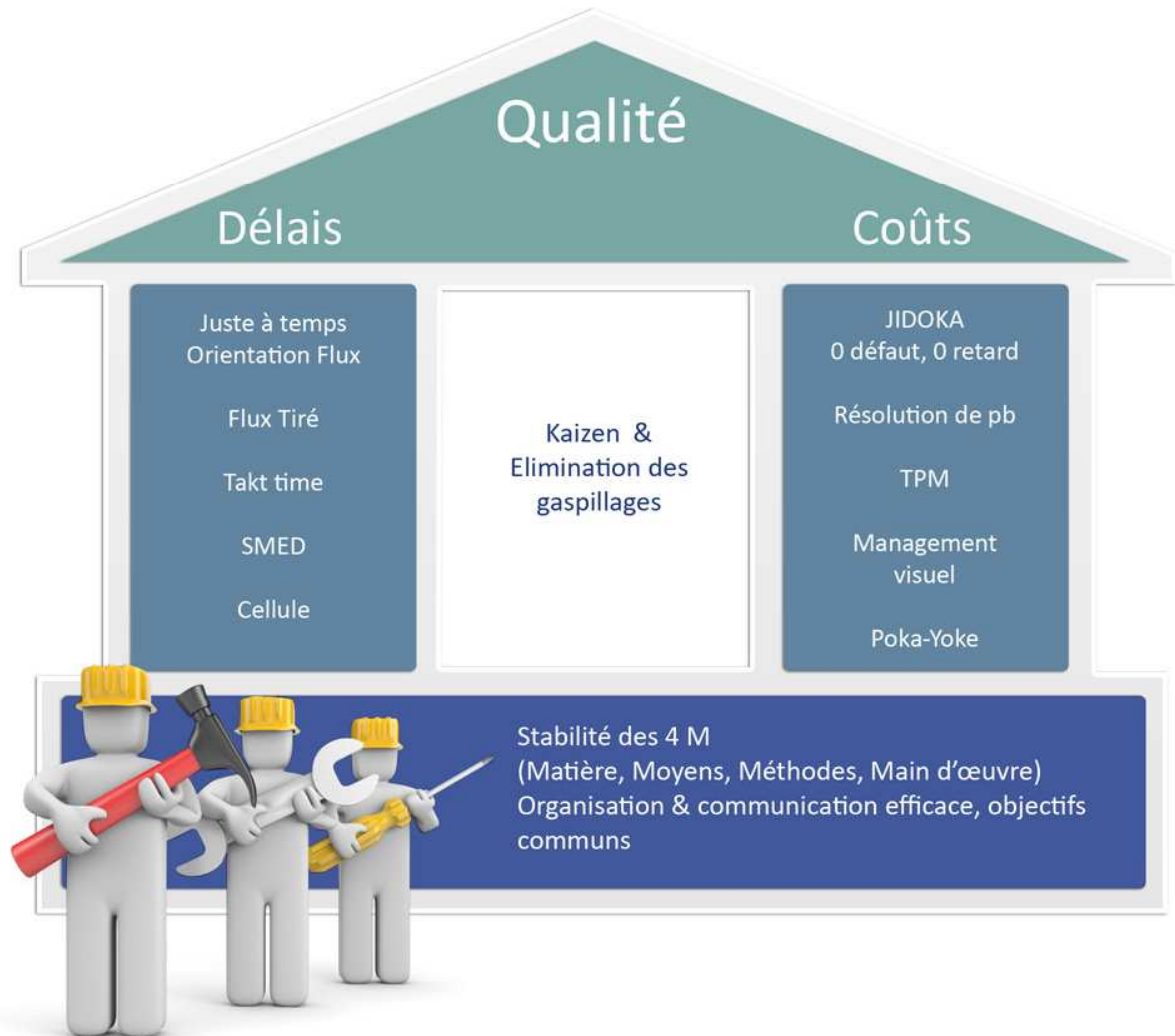 Qualité
Délais
Coûts
Juste à temps
Orientation Flux
Flux Tiré
Takt time
SMED
Cellule
Kaizen &
Elimination des
gaspillages
JIDOKA
0 défaut, 0 retard
Résolution de pb
TPM
Management
visuel
Poka-Yoke
Stabilité des 4 M
(Matière, Moyens, Méthodes, Main d’œuvre)
Organisation & communication efficace, objectifs
communs